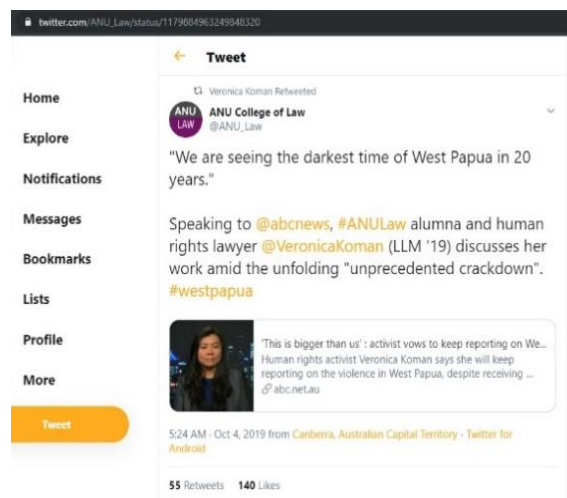 twitter.com/ANU_Law/status/1179884963249848320
Tweet
Veronica Koman Retweeted
ANU LAW
ANU College of Law
@ANU_Law
"We are seeing the darkest time of West Papua in 20
years."
Speaking to @abcnews, #ANULaw alumna and human
rights lawyer @VeronicaKoman (LLM '19) discusses her
work amid the unfolding "unprecedented crackdown".
#westpapua
'This is bigger than us' : activist vows to keep reporting on We...
Human rights activist Veronica Koman says she will keep
reporting on the violence in West Papua, despite receiving ...
abc.net.au
5:24 AM · Oct 4, 2019 from Canberra, Australian Capital Territory · Twitter for
Android
55 Retweets 140 Likes
Home
Explore
Notifications
Messages
Bookmarks
Lists
Profile
More
Tweet